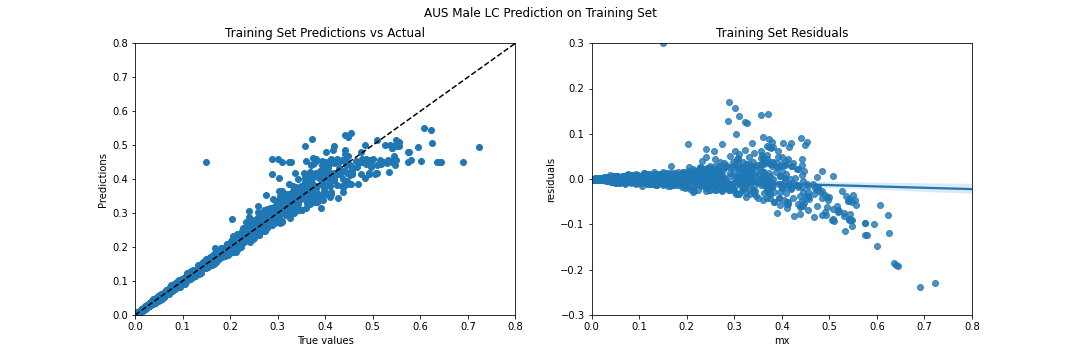 AUS Male LC Prediction on Training Set
Training Set Predictions vs Actual
0.8
0.7
0.6
0.5
0.4
0.3
0.2
0.1
0.0
Predictions
0.0 0.1 0.2 0.3 0.4 0.5 0.6 0.7 0.8
True values
Training Set Residuals
0.3
0.2
0.1
0.0
−0.1
−0.2
−0.3
residuals
0.0 0.1 0.2 0.3 0.4 0.5 0.6 0.7 0.8
mx